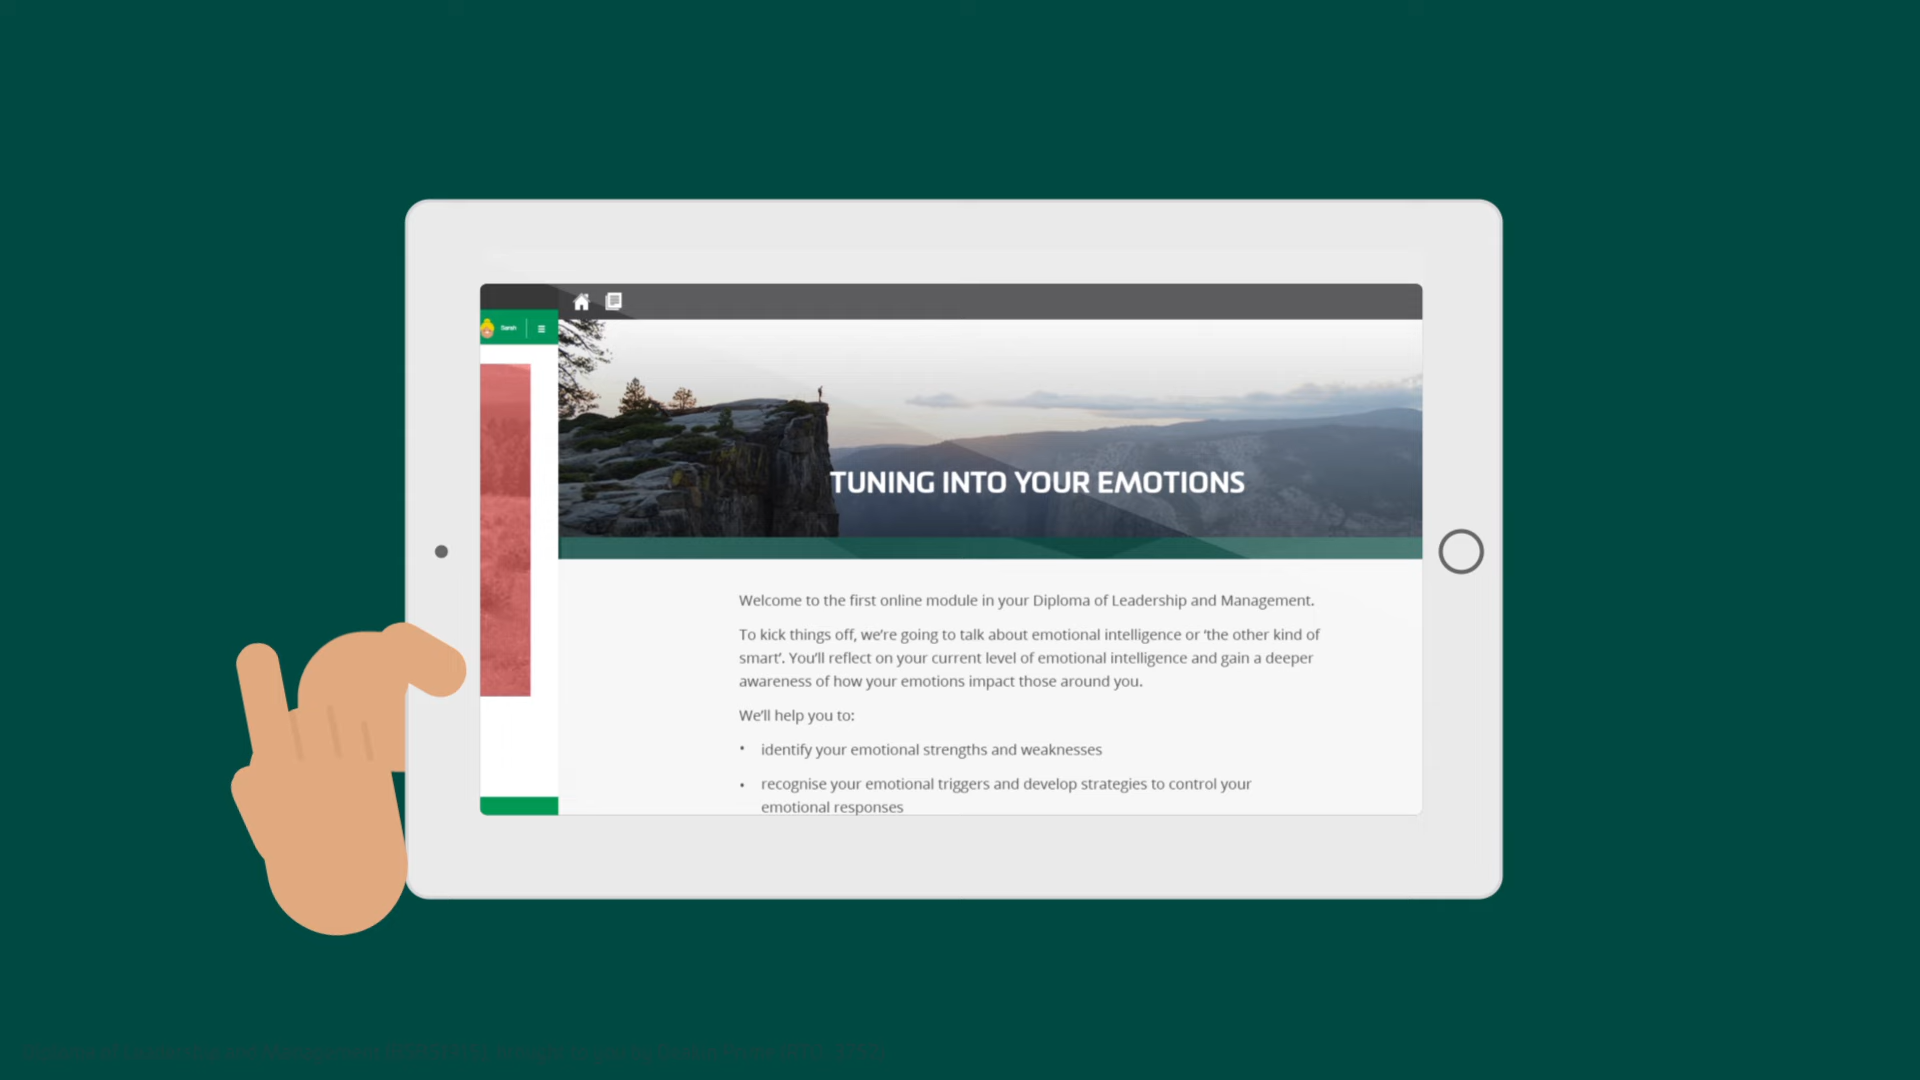 Sarah
TUNING INTO YOUR EMOTIONS
Welcome to the first online module in your Diploma of Leadership and Management.
To kick things off, we’re going to talk about emotional intelligence or ‘the other kind of
smart’. You’ll reflect on your current level of emotional intelligence and gain a deeper
awareness of how your emotions impact those around you.
We’ll help you to:
• identify your emotional strengths and weaknesses
• recognise your emotional triggers and develop strategies to control your
emotional responses